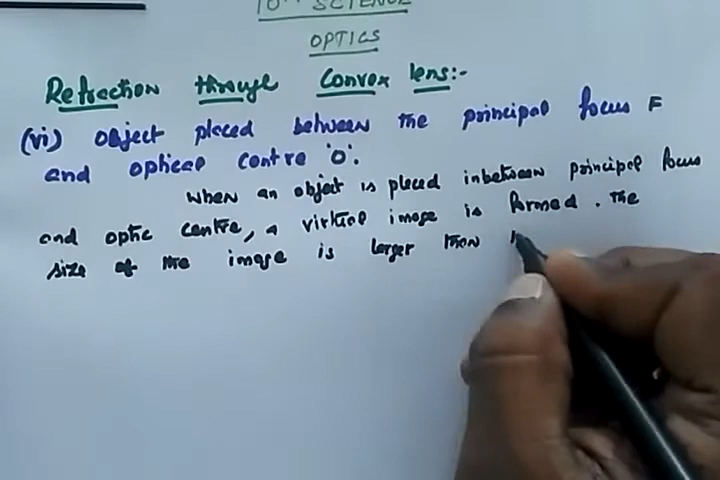 10th SCIENCE
OPTICS
Refraction through Convex lens:-
(vi) object placed between the principal focus F
and optical centre 'O'.
When an object is placed inbetween principal focus
and optic centre, a virtual image is formed. The
size of the image is larger than